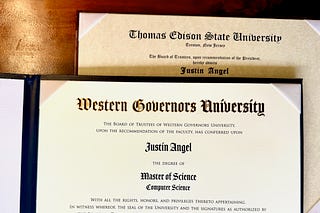 Thomas Edison State University
Trenton, New Jersey
The Board of Trustees, upon recommendation of the President,
hereby admits
Justin Angel
Western Governors University
THE BOARD OF TRUSTEES OF WESTERN GOVERNORS UNIVERSITY,
UPON THE RECOMMENDATION OF THE FACULTY, HAS CONFERRED UPON
Justin Angel
THE DEGREE OF
Master of Science
Computer Science
WITH ALL THE RIGHTS, HONORS, AND PRIVILEGES THERETO APPERTAINING.
IN WITNESS WHEREOF, THE SEAL OF THE UNIVERSITY AND THE SIGNATURES AS AUTHORIZED BY